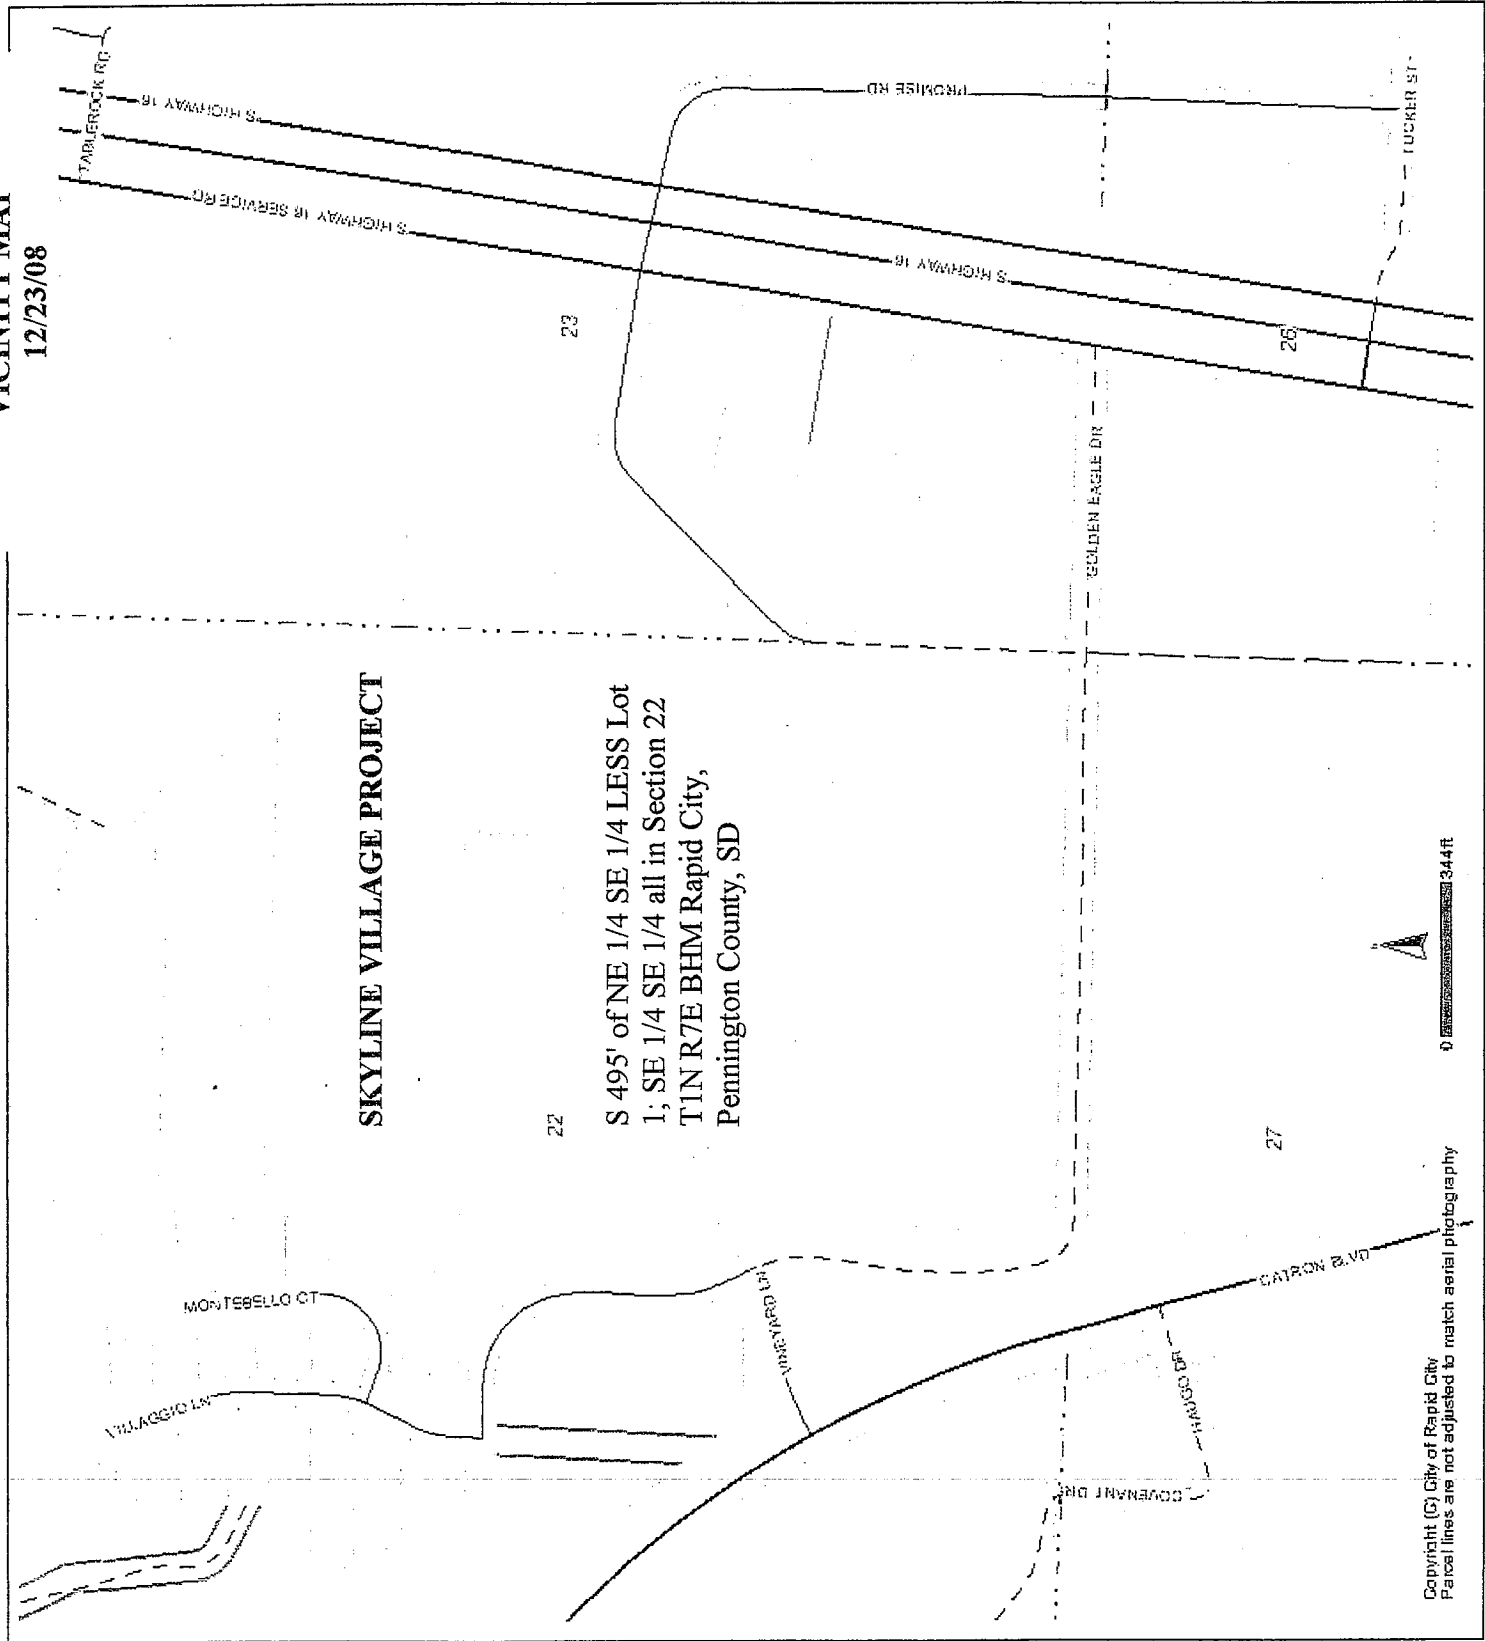 VICINITY MAP
12/23/08
TABLEROCK RD
S HIGHWAY 16
S HIGHWAY 16 SERVICE RD
PROMISE RD
S HIGHWAY 16
23
26
TUCKER ST
GOLDEN EAGLE DR
SKYLINE VILLAGE PROJECT
22
S 495' of NE 1/4 SE 1/4 LESS Lot
1; SE 1/4 SE 1/4 all in Section 22
T1N R7E BHM Rapid City,
Pennington County, SD
0 344ft
27
MONTEBELLO CT
VILLAGGIO LN
VINEYARD LN
CATRON BLVD
HAUGO DR
COVENANT DR
Copyright (C) City of Rapid City
Parcel lines are not adjusted to match aerial photography